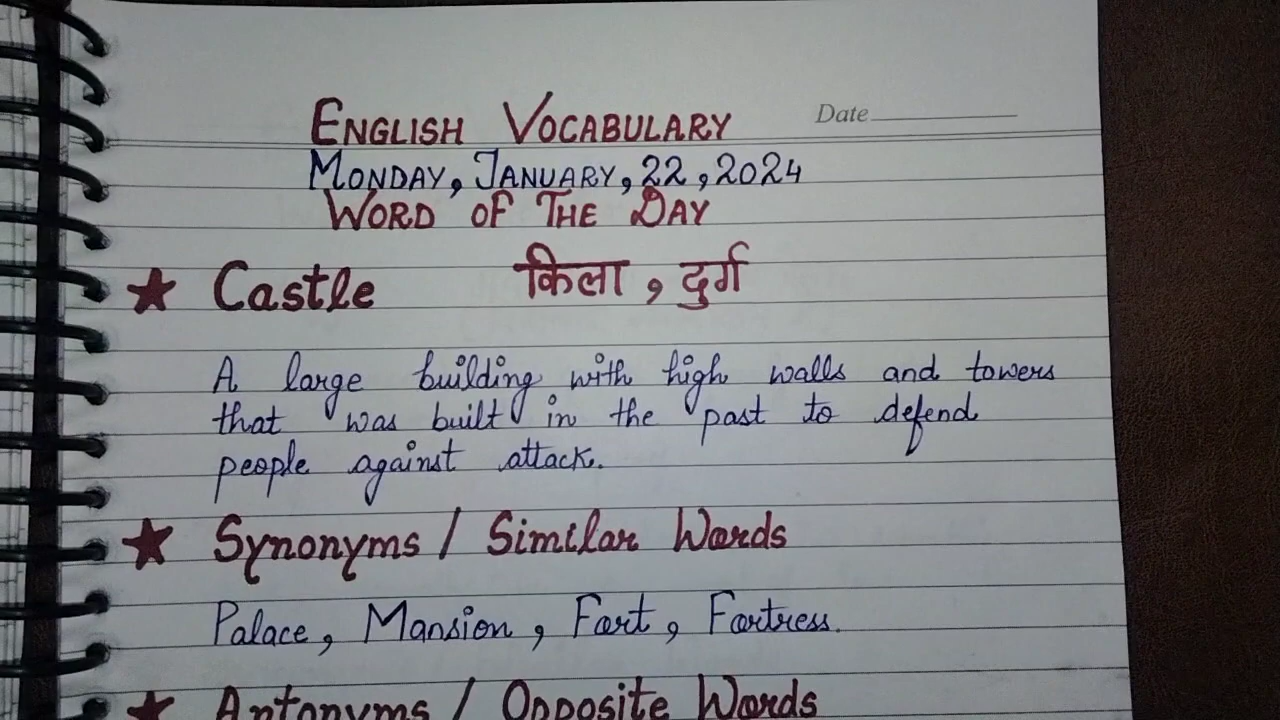 Date
ENGLISH VOCABULARY
MONDAY, JANUARY, 22, 2024
WORD OF THE DAY
★ Castle किला, दुर्ग
A large building with high walls and towers
that was built in the past to defend
people against attack.
★ Synonyms / Similar Words
Palace, Mansion, Fort, Fortress.
★ Antonyms / Opposite Words